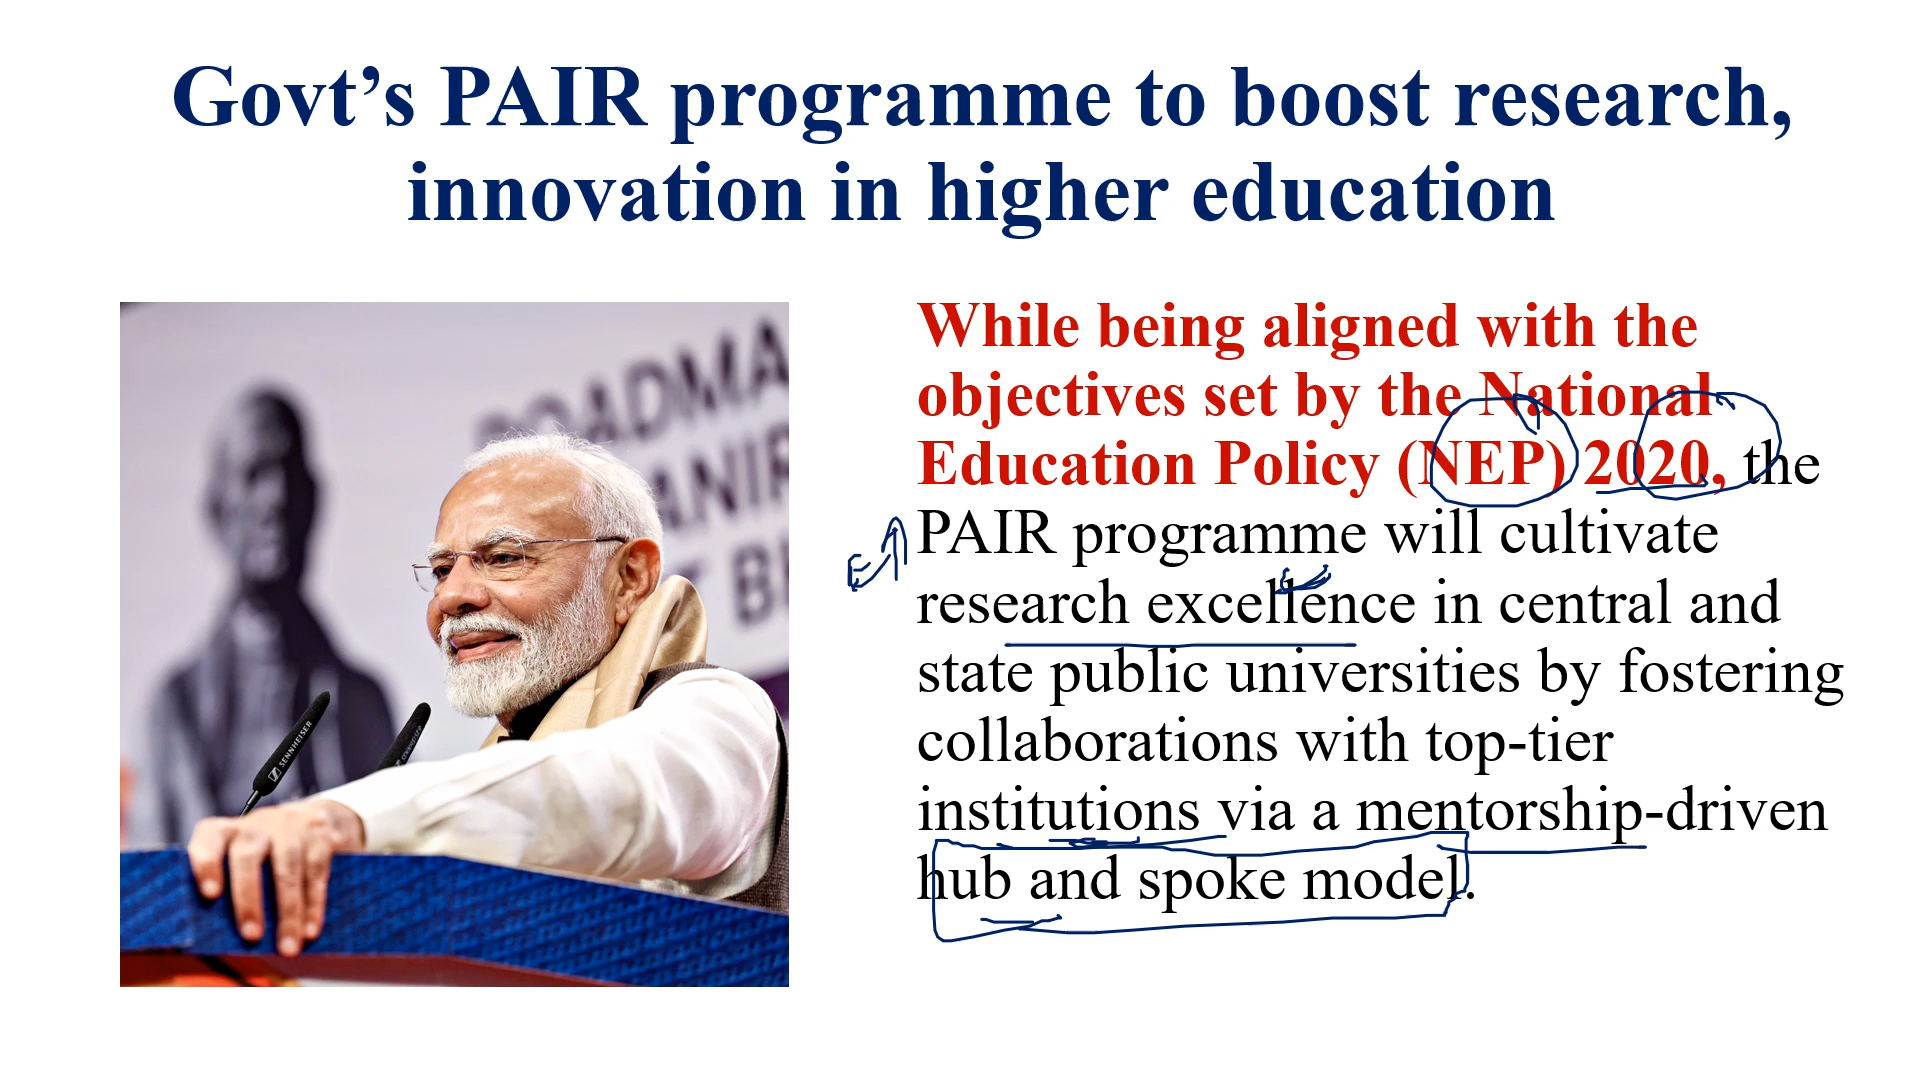 Govt’s PAIR programme to boost research,
innovation in higher education
While being aligned with the
objectives set by the National
Education Policy (NEP) 2020, the
PAIR programme will cultivate
research excellence in central and
state public universities by fostering
collaborations with top-tier
institutions via a mentorship-driven
hub and spoke model.
SENNHEISER